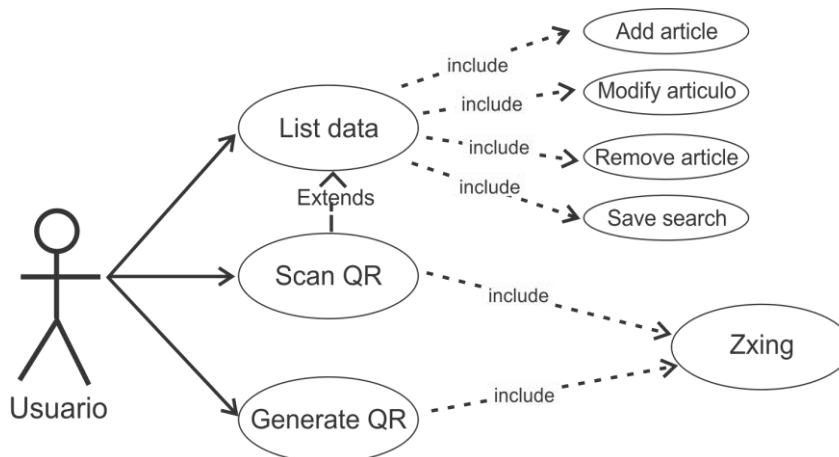 Add article
include
Modify articulo
include
List data
include
Remove article
include
Extends
Save search
Scan QR
include
Zxing
include
Generate QR
Usuario